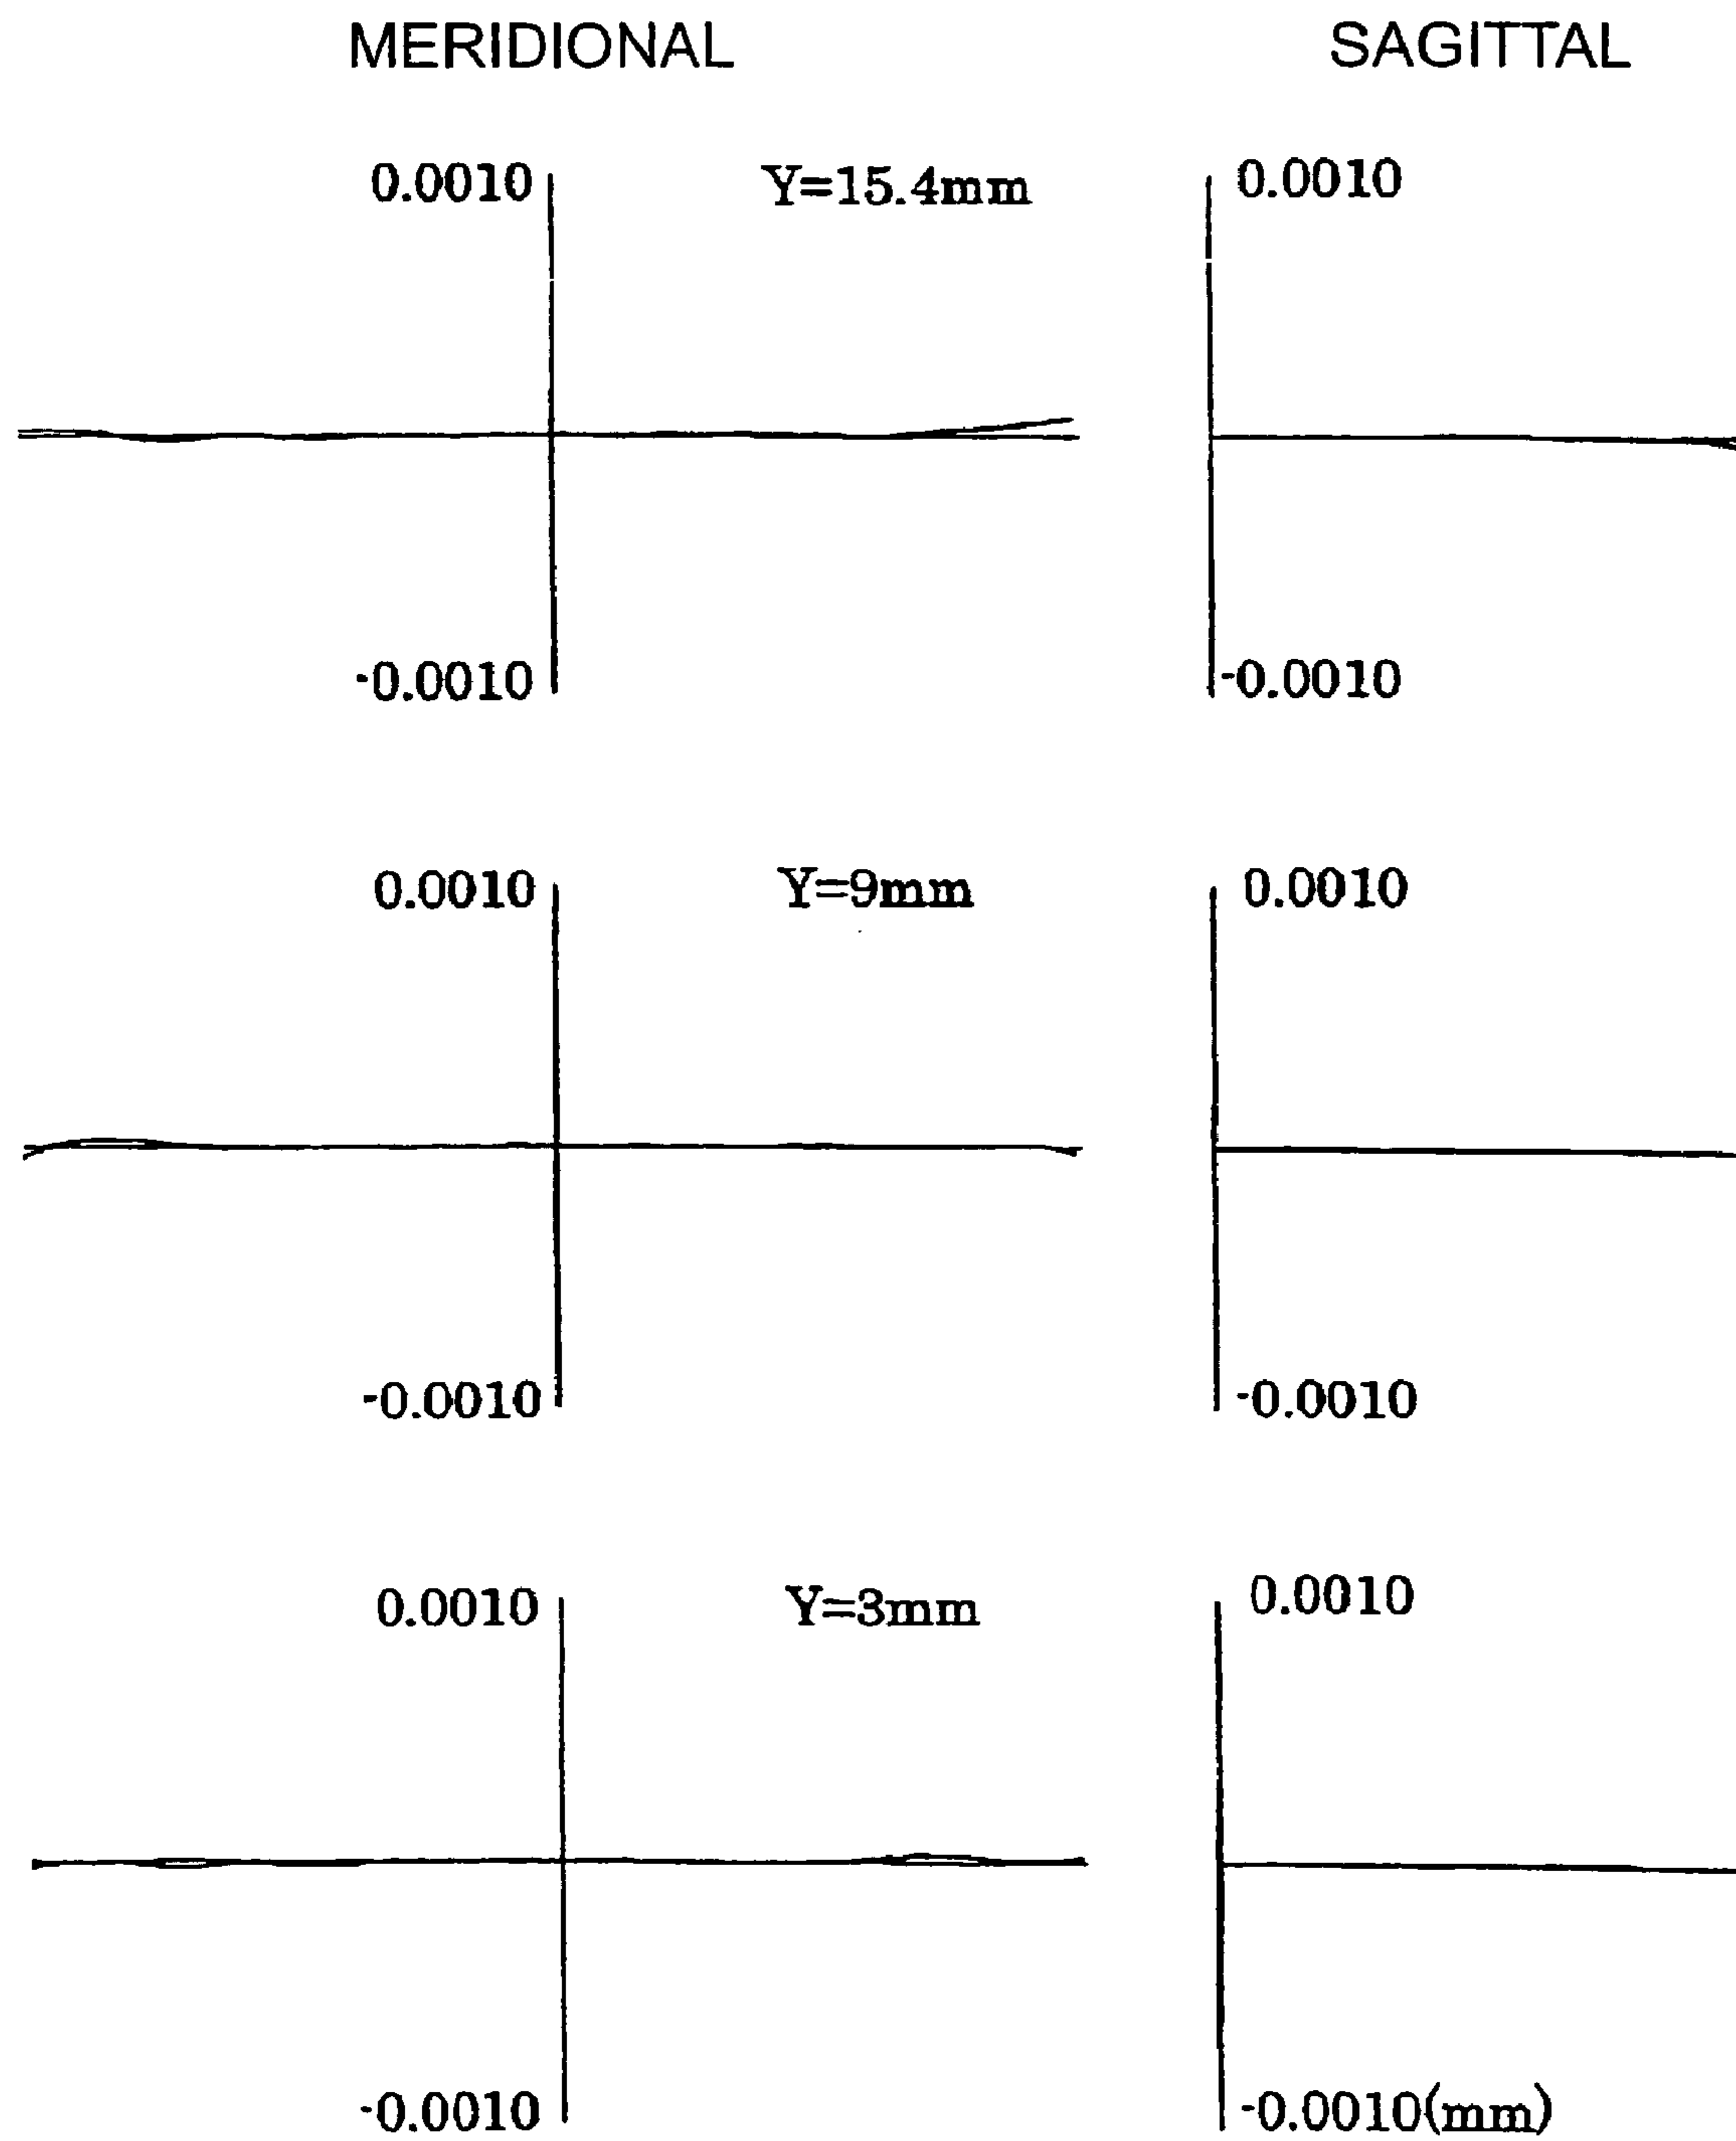 MERIDIONAL SAGITTAL
0.0010 Y=15.4mm 0.0010
-0.0010 -0.0010
0.0010 Y=9mm 0.0010
-0.0010 -0.0010
0.0010 Y=3mm 0.0010
-0.0010 -0.0010(mm)